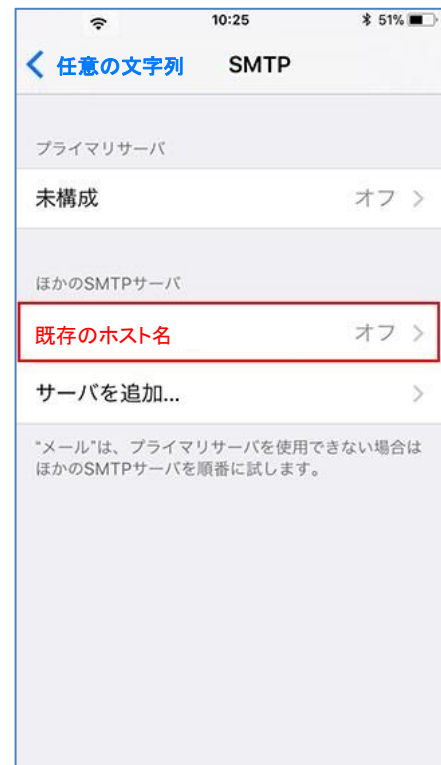 10:25 51%
任意の文字列 SMTP
プライマリサーバ
未構成 オフ
ほかのSMTPサーバ
既存のホスト名 オフ
サーバを追加...
"メール"は、プライマリサーバを使用できない場合は
ほかのSMTPサーバを順番に試します。